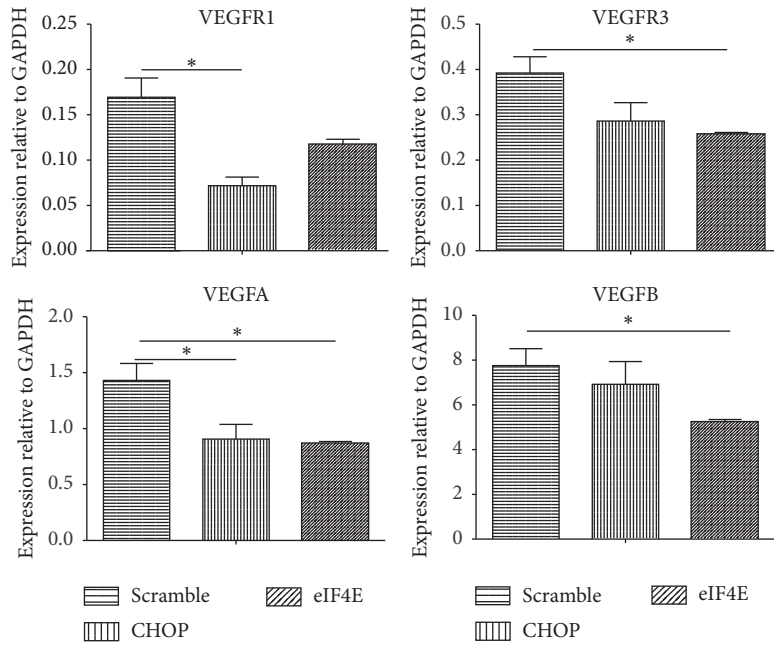 VEGFR1
Expression relative to GAPDH
0.25
0.20
0.15
0.10
0.05
0.00
*
VEGFR3
Expression relative to GAPDH
0.5
0.4
0.3
0.2
0.1
0.0
*
VEGFA
Expression relative to GAPDH
2.0
1.5
1.0
0.5
0.0
*
*
VEGFB
Expression relative to GAPDH
10
8
6
4
2
0
*
Scramble
eIF4E
CHOP
Scramble
eIF4E
CHOP